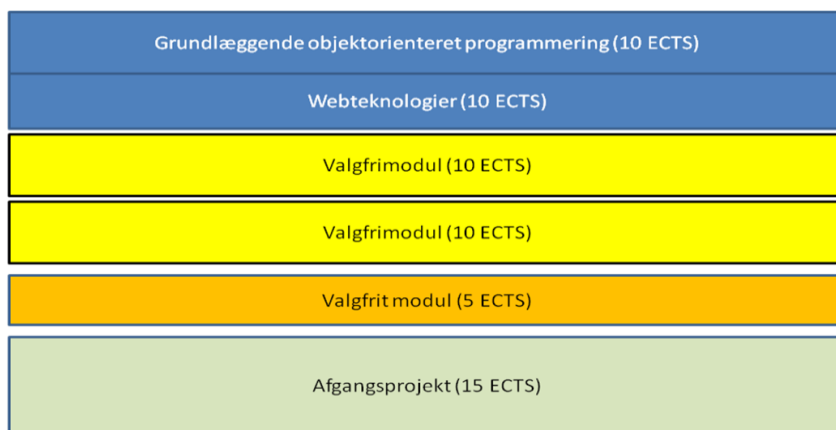 Grundlæggende objektorienteret programmering (10 ECTS)
Webteknologier (10 ECTS)
Valgfrimodul (10 ECTS)
Valgfrimodul (10 ECTS)
Valgfrit modul (5 ECTS)
Afgangsprojekt (15 ECTS)